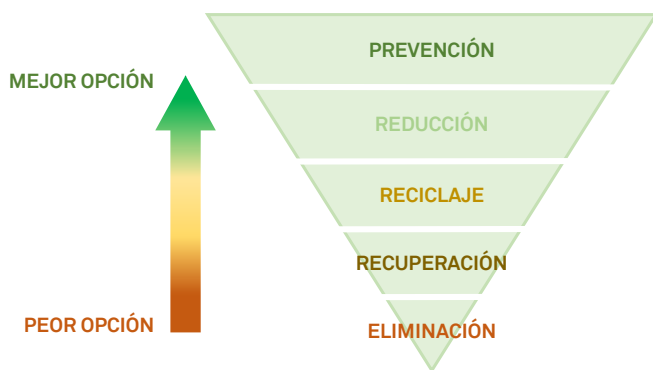 PREVENCIÓN
MEJOR OPCIÓN
REDUCCIÓN
RECICLAJE
RECUPERACIÓN
PEOR OPCIÓN
ELIMINACIÓN